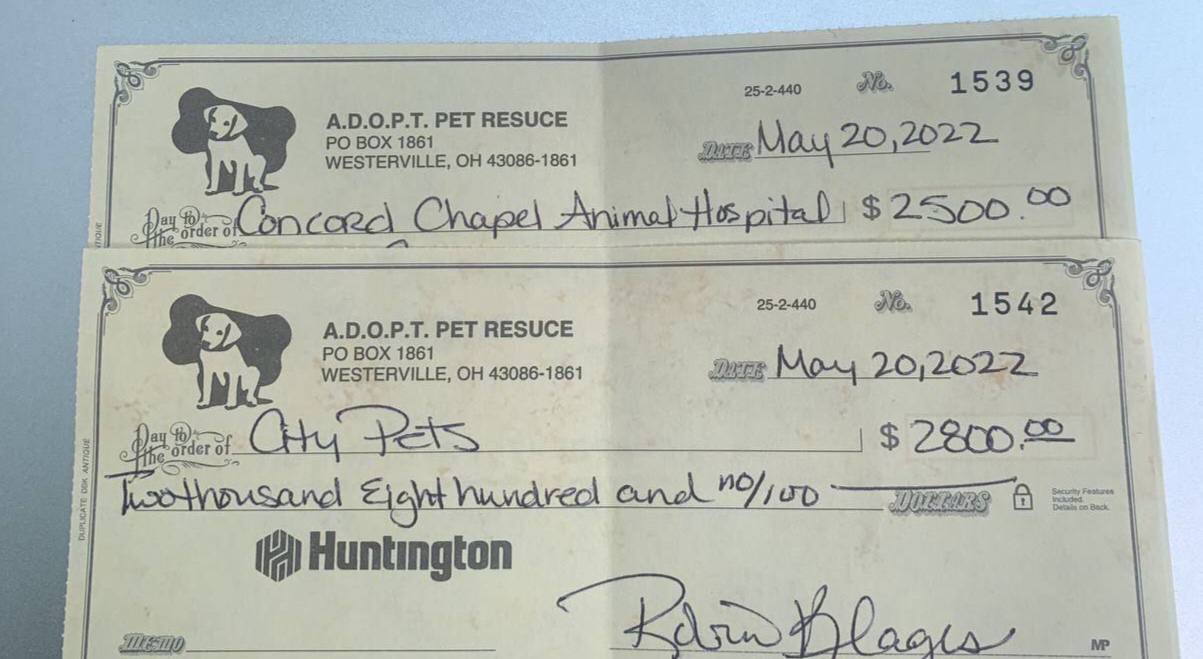 25-2-440 No. 1539
A.D.O.P.T. PET RESUCE
PO BOX 1861
WESTERVILLE, OH 43086-1861
DATE May 20,2022
Pay to the order of Concord Chapel Animal Hospital $ 2500.00
25-2-440 No. 1542
A.D.O.P.T. PET RESUCE
PO BOX 1861
WESTERVILLE, OH 43086-1861
DATE May 20,2022
Pay to the order of City Pets $ 2800.00
Two thousand Eight hundred and no/100 DOLLARS
Security Features
Included.
Details on Back.
DUPLICATE: DBK ANTIQUE
Huntington
MEMO
MP